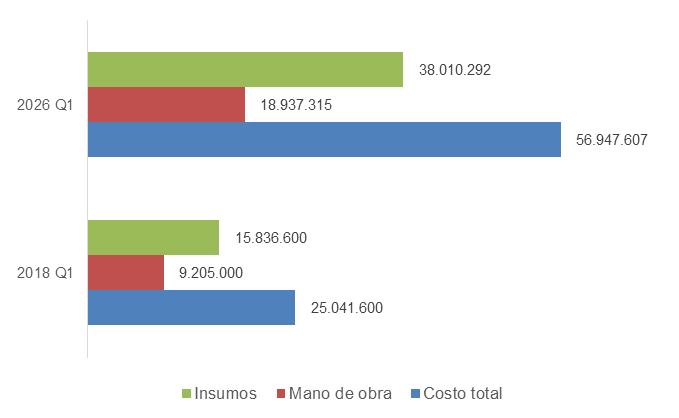 38.010.292
2026 Q1
18.937.315
56.947.607
15.836.600
2018 Q1
9.205.000
25.041.600
Insumos
Mano de obra
Costo total